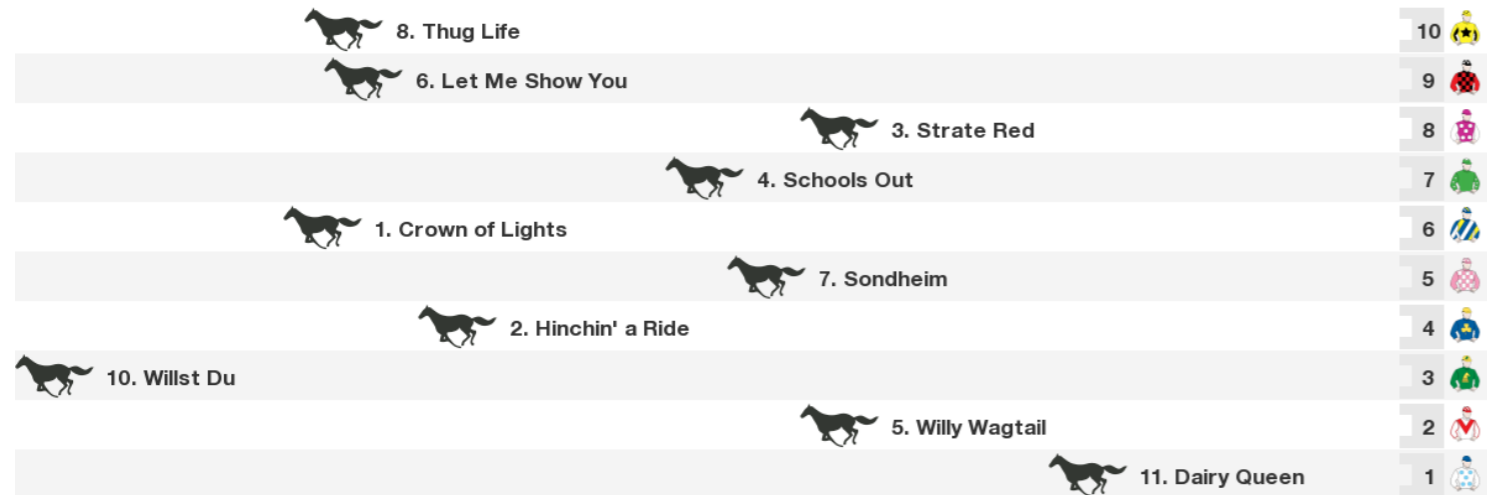 8. Thug Life 10
6. Let Me Show You 9
3. Strate Red 8
4. Schools Out 7
1. Crown of Lights 6
7. Sondheim 5
2. Hinchin' a Ride 4
10. Willst Du 3
5. Willy Wagtail 2
11. Dairy Queen 1